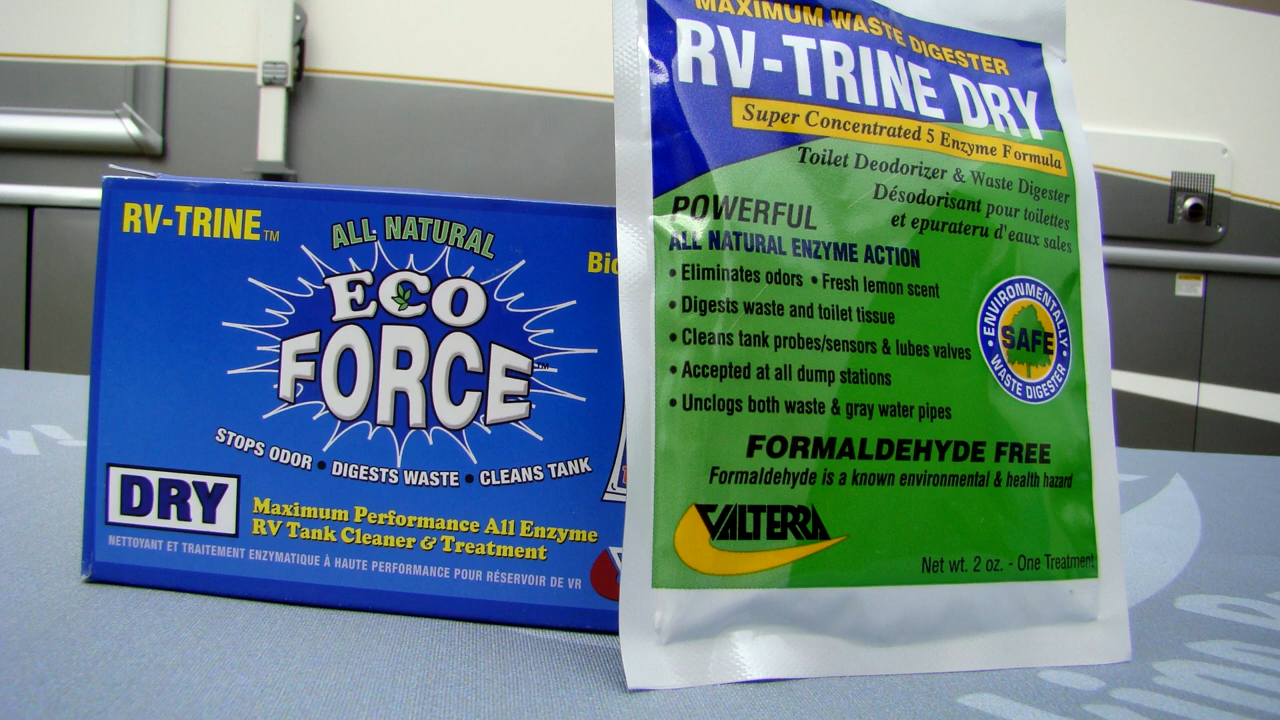 RV-TRINE™
ALL NATURAL
ECO
FORCE™
STOPS ODOR • DIGESTS WASTE • CLEANS TANK
DRY
Maximum Performance All Enzyme
RV Tank Cleaner & Treatment
NETTOYANT ET TRAITEMENT ENZYMATIQUE À HAUTE PERFORMANCE POUR RÉSERVOIR DE VR
MAXIMUM WASTE DIGESTER
RV-TRINE DRY
Super Concentrated 5 Enzyme Formula
Toilet Deodorizer & Waste Digester
Désodorisant pour toilettes
et epurateru d'eaux sales
POWERFUL
ALL NATURAL ENZYME ACTION
• Eliminates odors • Fresh lemon scent
• Digests waste and toilet tissue
• Cleans tank probes/sensors & lubes valves
• Accepted at all dump stations
• Unclogs both waste & gray water pipes
• ENVIRONMENTALLY •
SAFE
WASTE DIGESTER
FORMALDEHYDE FREE
Formaldehyde is a known environmental & health hazard
VALTERRA
Net wt. 2 oz. - One Treatment